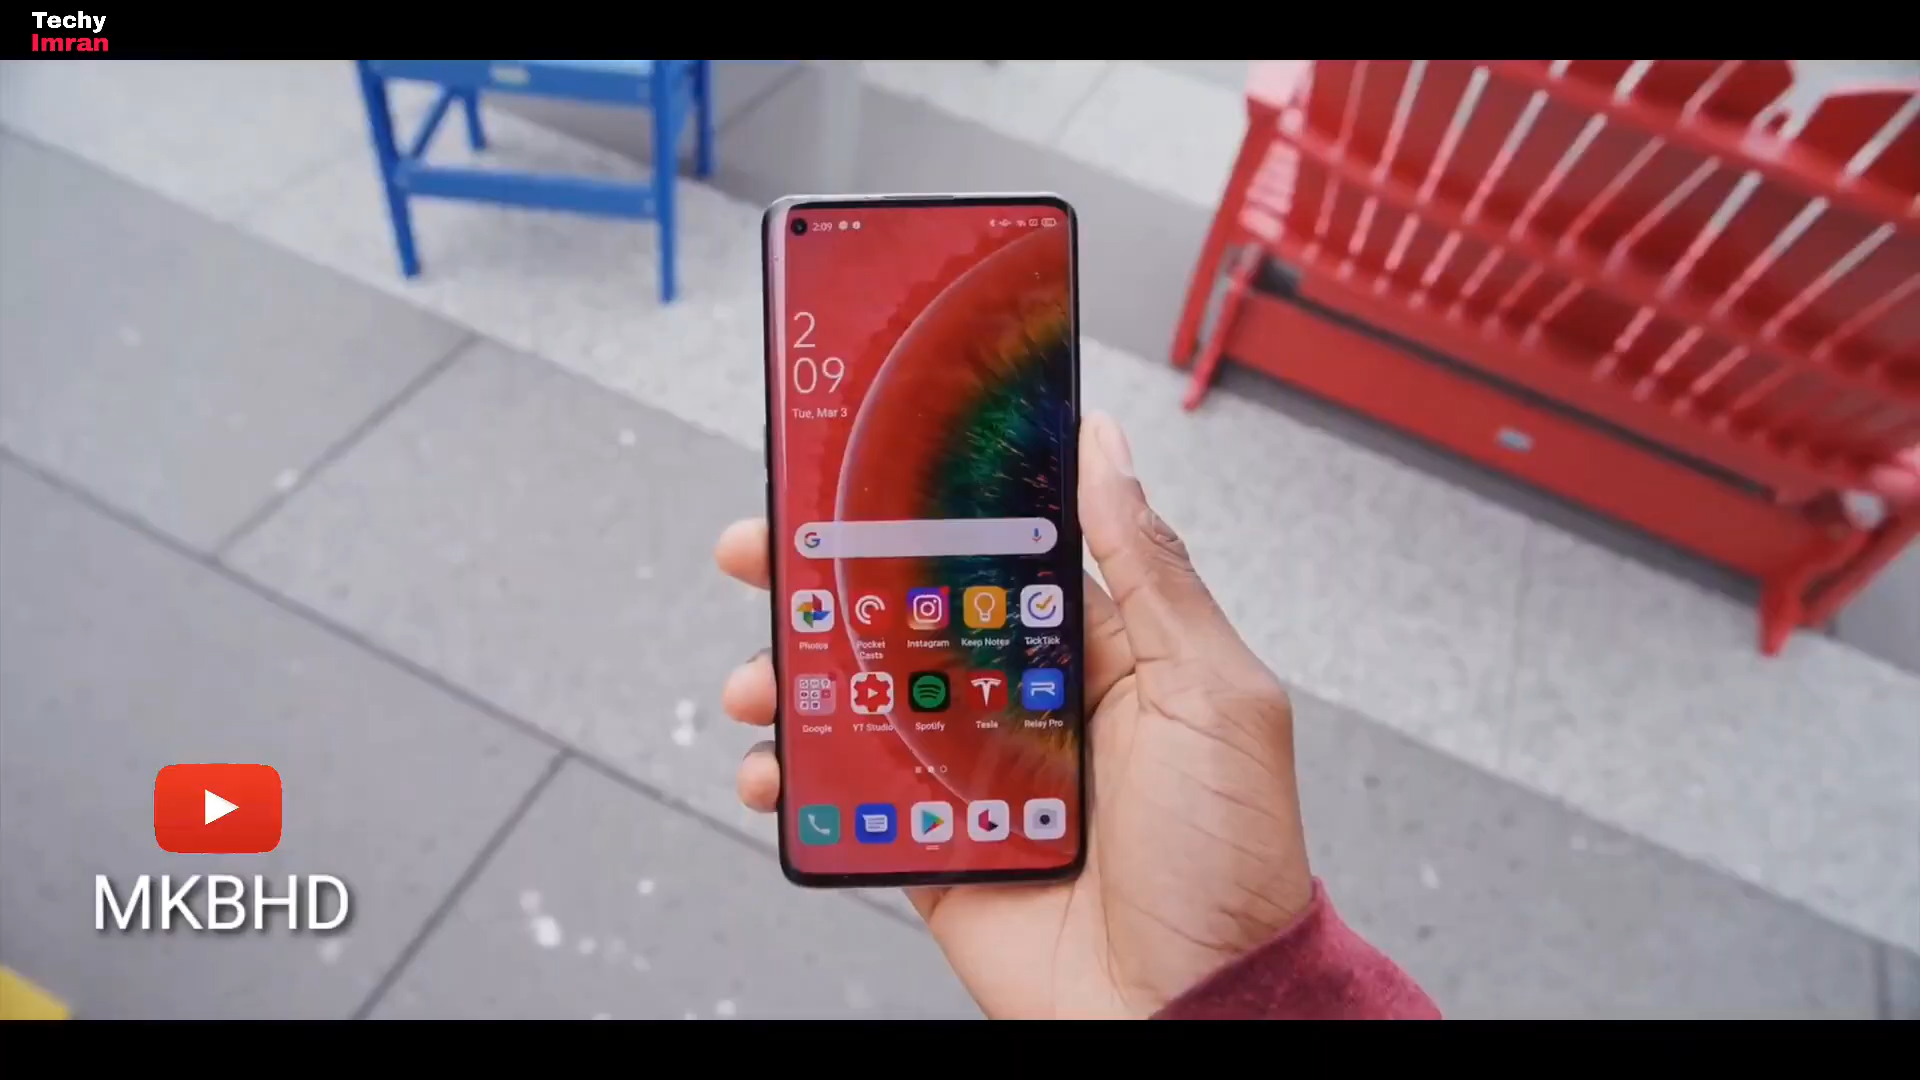 Techy
Imran
2:09
2
09
Tue, Mar 3
Photos
Pocket
Casts
Instagram
Keep Notes
TickTick
Google
YT Studio
Spotify
Tesla
Relay Pro
MKBHD